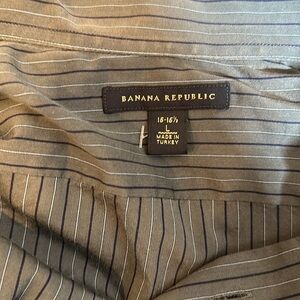 BANANA REPUBLIC
16-16½
L
MADE IN
TURKEY